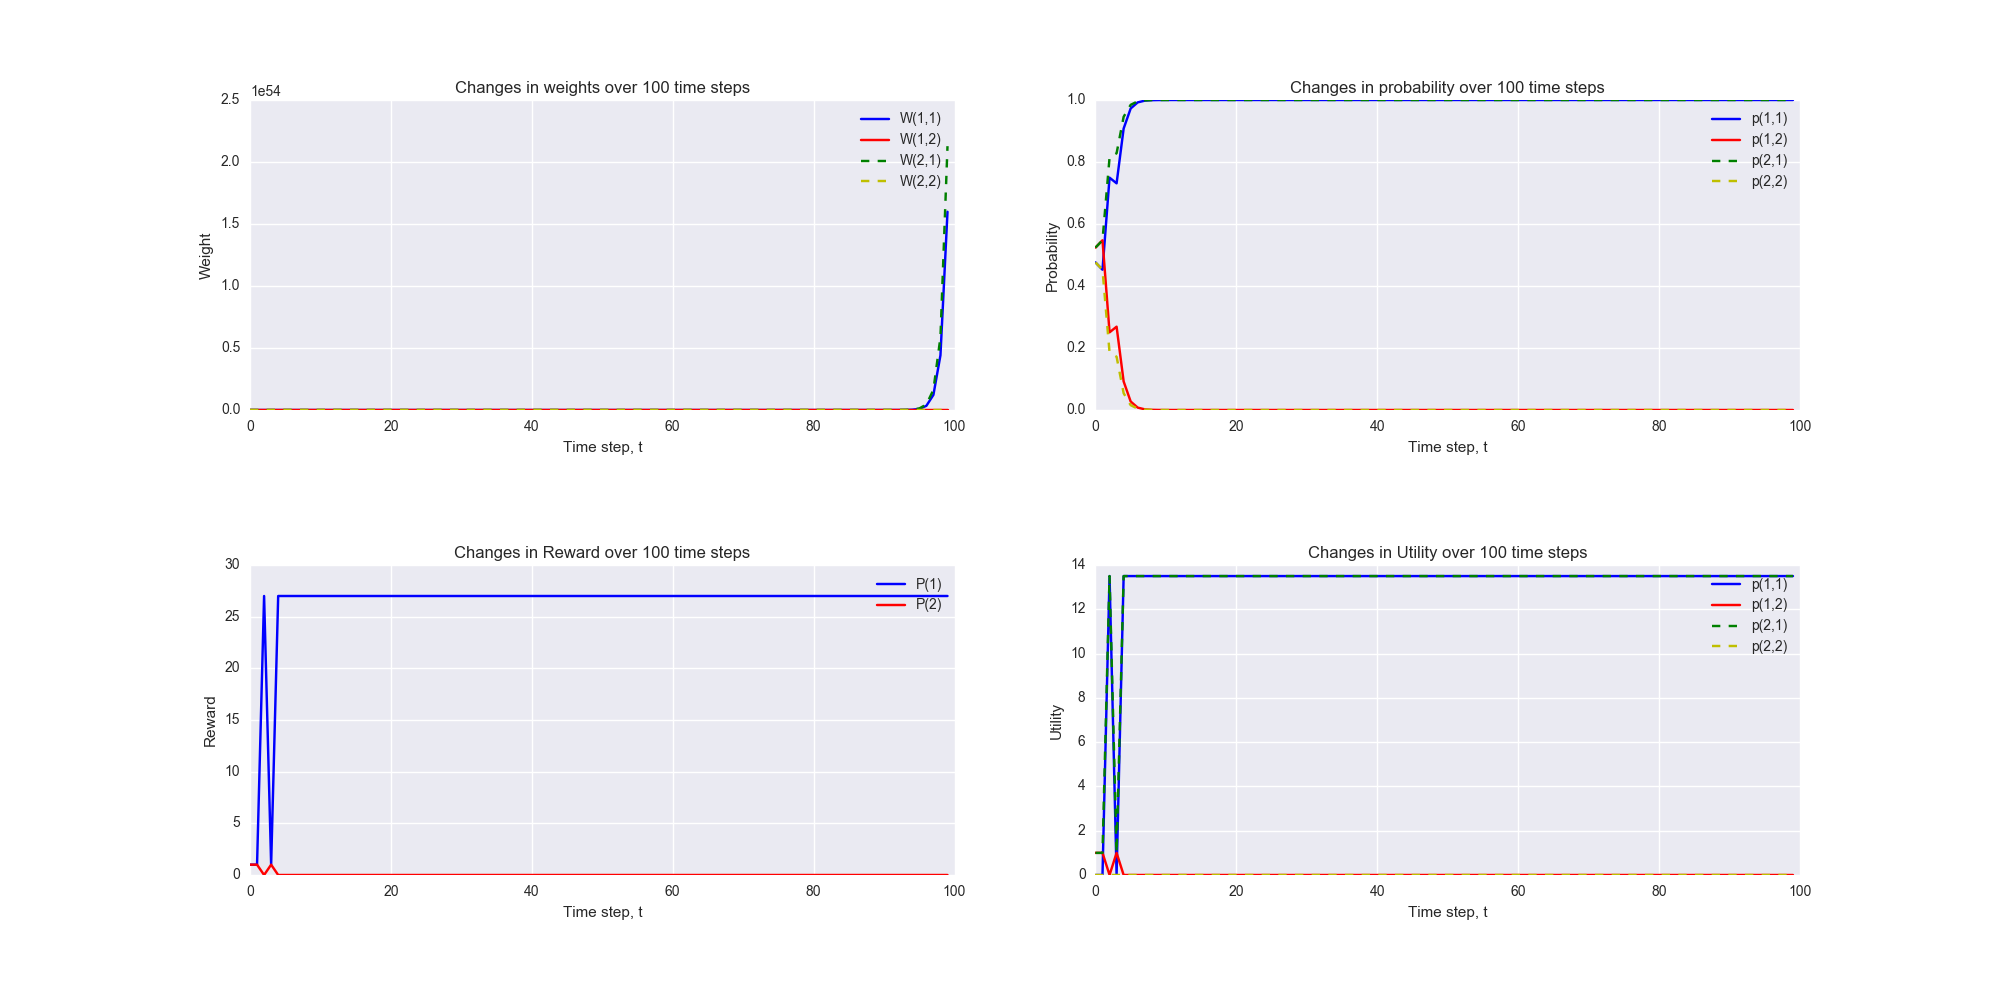 Changes in weights over 100 time steps
1e54
2.5
2.0
1.5
1.0
0.5
0.0
Weight
W(1,1)
W(1,2)
W(2,1)
W(2,2)
0 20 40 60 80 100
Time step, t
Changes in probability over 100 time steps
1.0
0.8
0.6
0.4
0.2
0.0
Probability
p(1,1)
p(1,2)
p(2,1)
p(2,2)
0 20 40 60 80 100
Time step, t
Changes in Reward over 100 time steps
30
25
20
15
10
5
0
Reward
P(1)
P(2)
0 20 40 60 80 100
Time step, t
Changes in Utility over 100 time steps
14
12
10
8
6
4
2
0
Utility
p(1,1)
p(1,2)
p(2,1)
p(2,2)
0 20 40 60 80 100
Time step, t